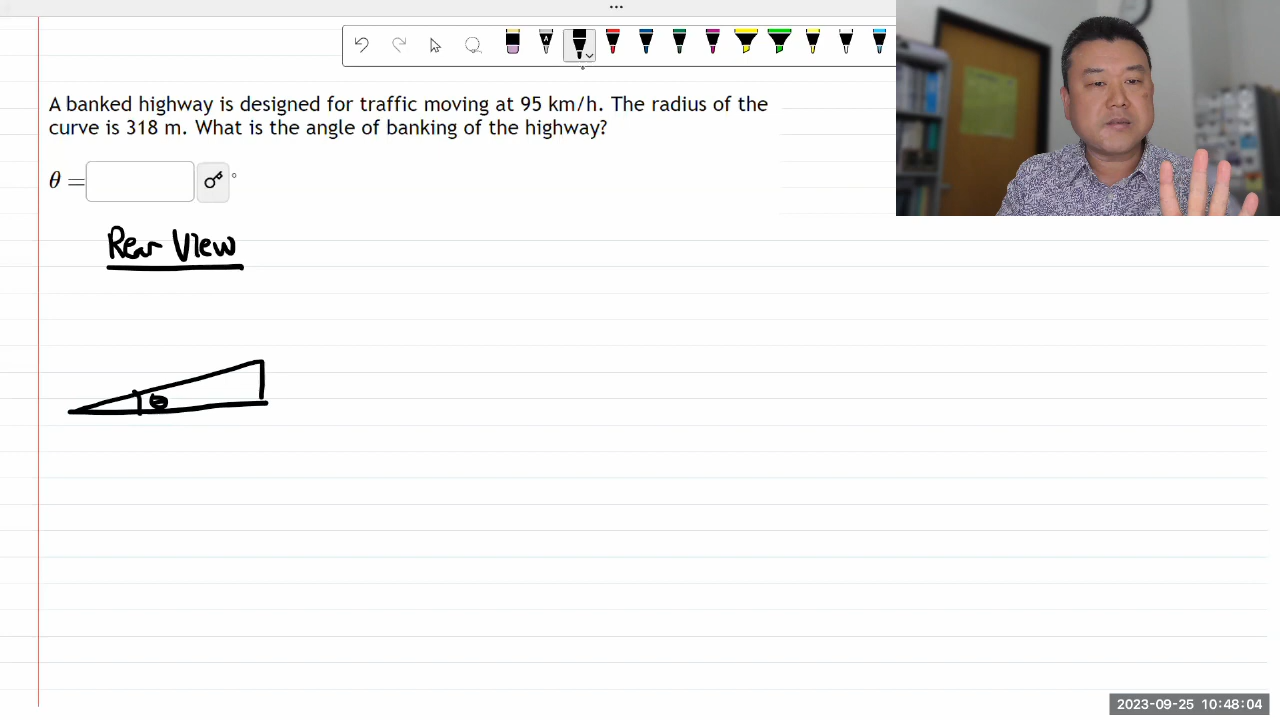 A banked highway is designed for traffic moving at 95 km/h. The radius of the
curve is 318 m. What is the angle of banking of the highway?
θ = °
Rear View
θ
2023-09-25 10:48:04